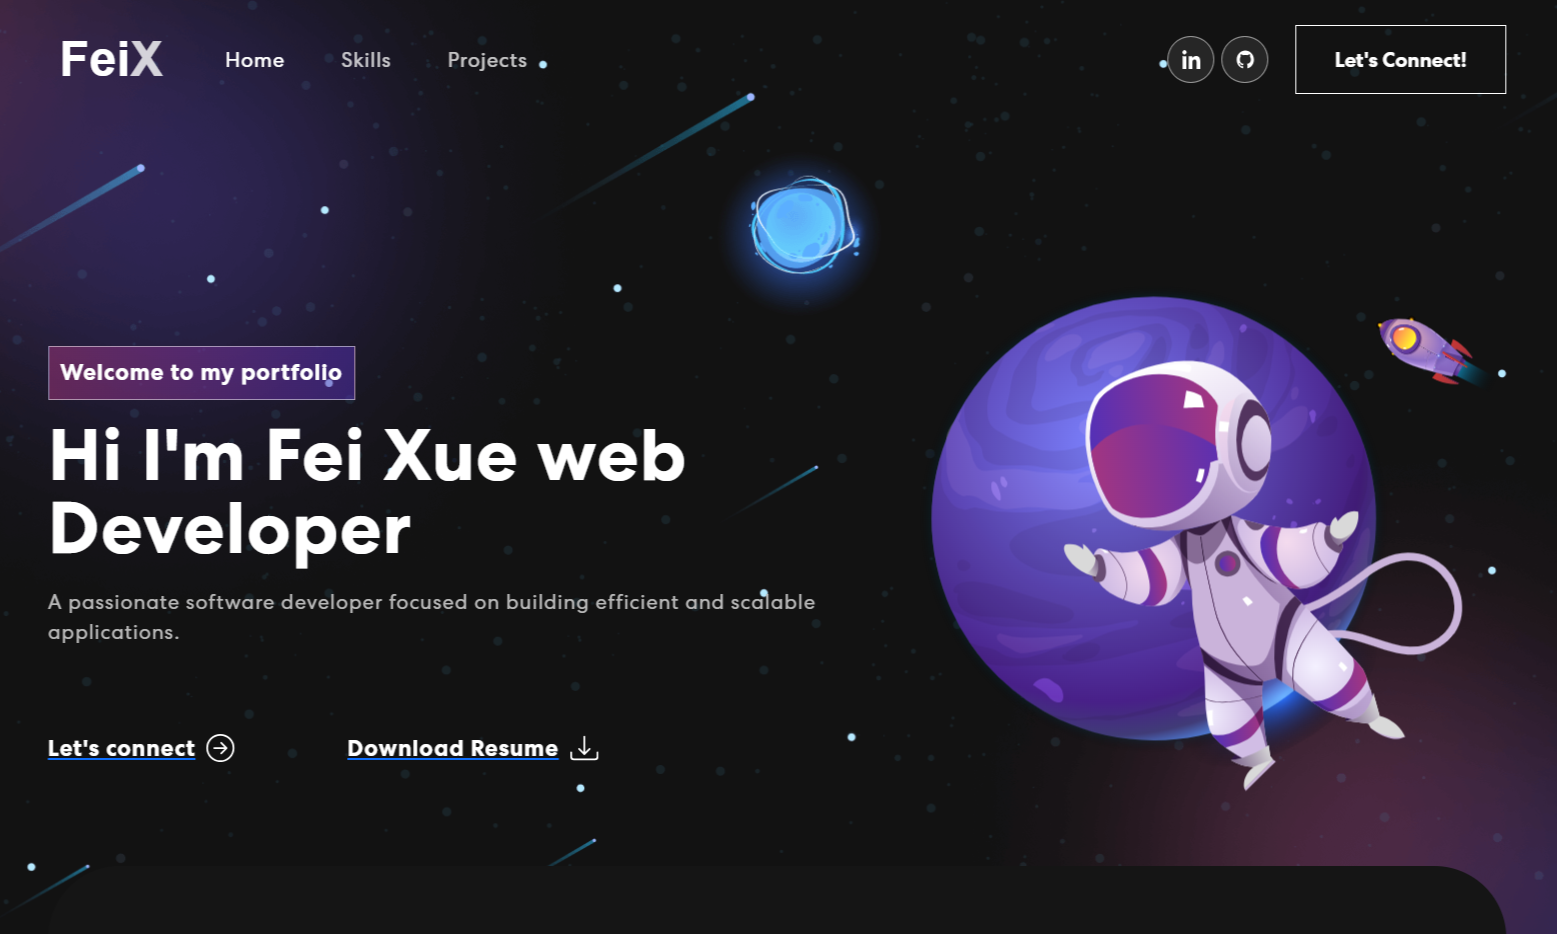 FeiX
Home
Skills
Projects
in
Let's Connect!
Welcome to my portfolio
Hi I'm Fei Xue web
Developer
A passionate software developer focused on building efficient and scalable
applications.
Let's connect
Download Resume